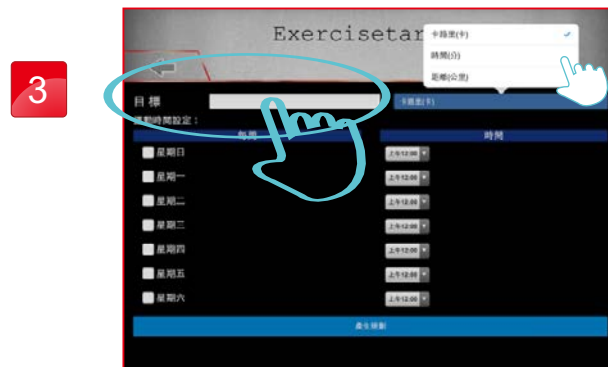 3
Exercisetar
卡路里(卡)
時間(分)
距離(公里)
目標
卡路里(卡)
運動時間設定：
每週 時間
星期日 上午12:00
星期一 上午12:00
星期二 上午12:00
星期三 上午12:00
星期四 上午12:00
星期五 上午12:00
星期六 上午12:00
產生規劃